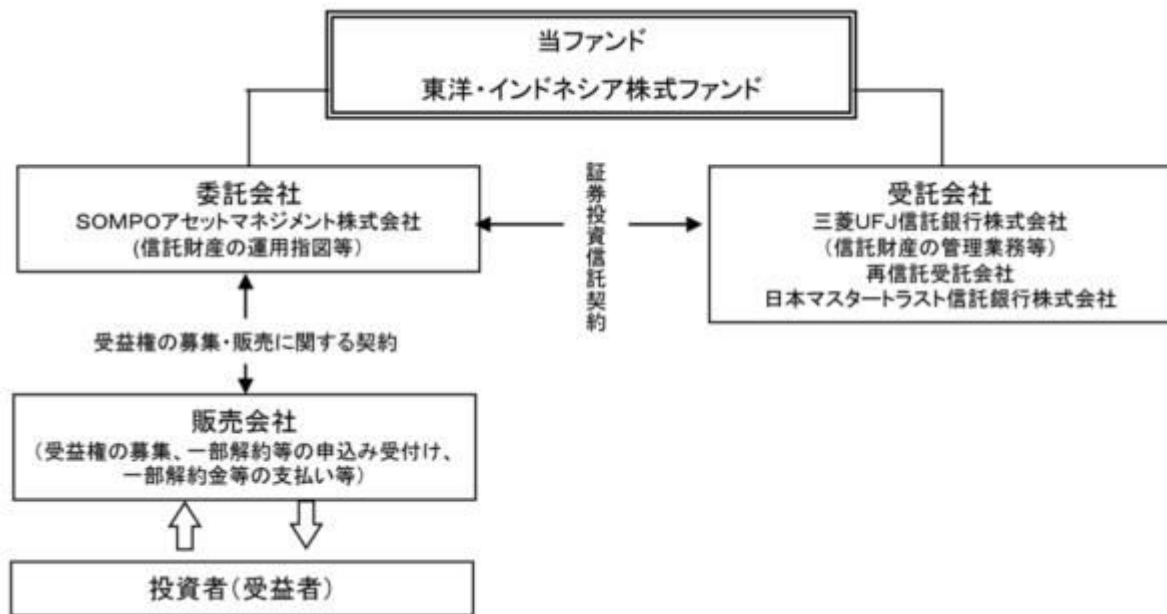 当ファンド
東洋・インドネシア株式ファンド
委託会社
SOMPOアセットマネジメント株式会社
(信託財産の運用指図等)
証券投資信託契約
受託会社
三菱UFJ信託銀行株式会社
(信託財産の管理業務等)
再信託受託会社
日本マスタートラスト信託銀行株式会社
受益権の募集・販売に関する契約
販売会社
(受益権の募集、一部解約等の申込み受付け、
一部解約金等の支払い等)
投資者(受益者)